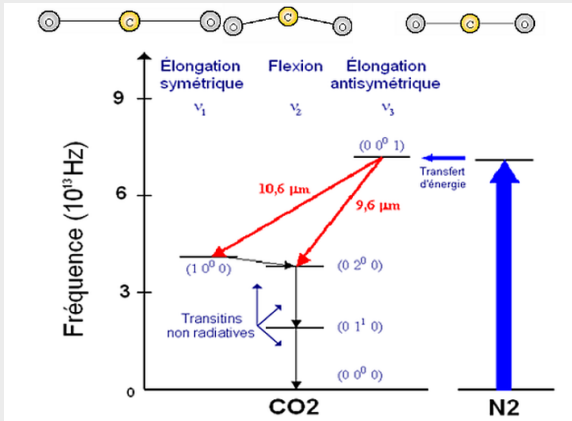 O C O O C O O C O
Élongation symétrique
Flexion
Élongation antisymétrique
ν1
ν2
ν3
9
6
3
0
Fréquence (10¹³Hz)
(0 0⁰ 1)
10,6 µm
9,6 µm
Transfert
d'énergie
(1 0⁰ 0)
(0 2⁰ 0)
Transitins
non radiatives
(0 1¹ 0)
(0 0⁰ 0)
CO2
N2